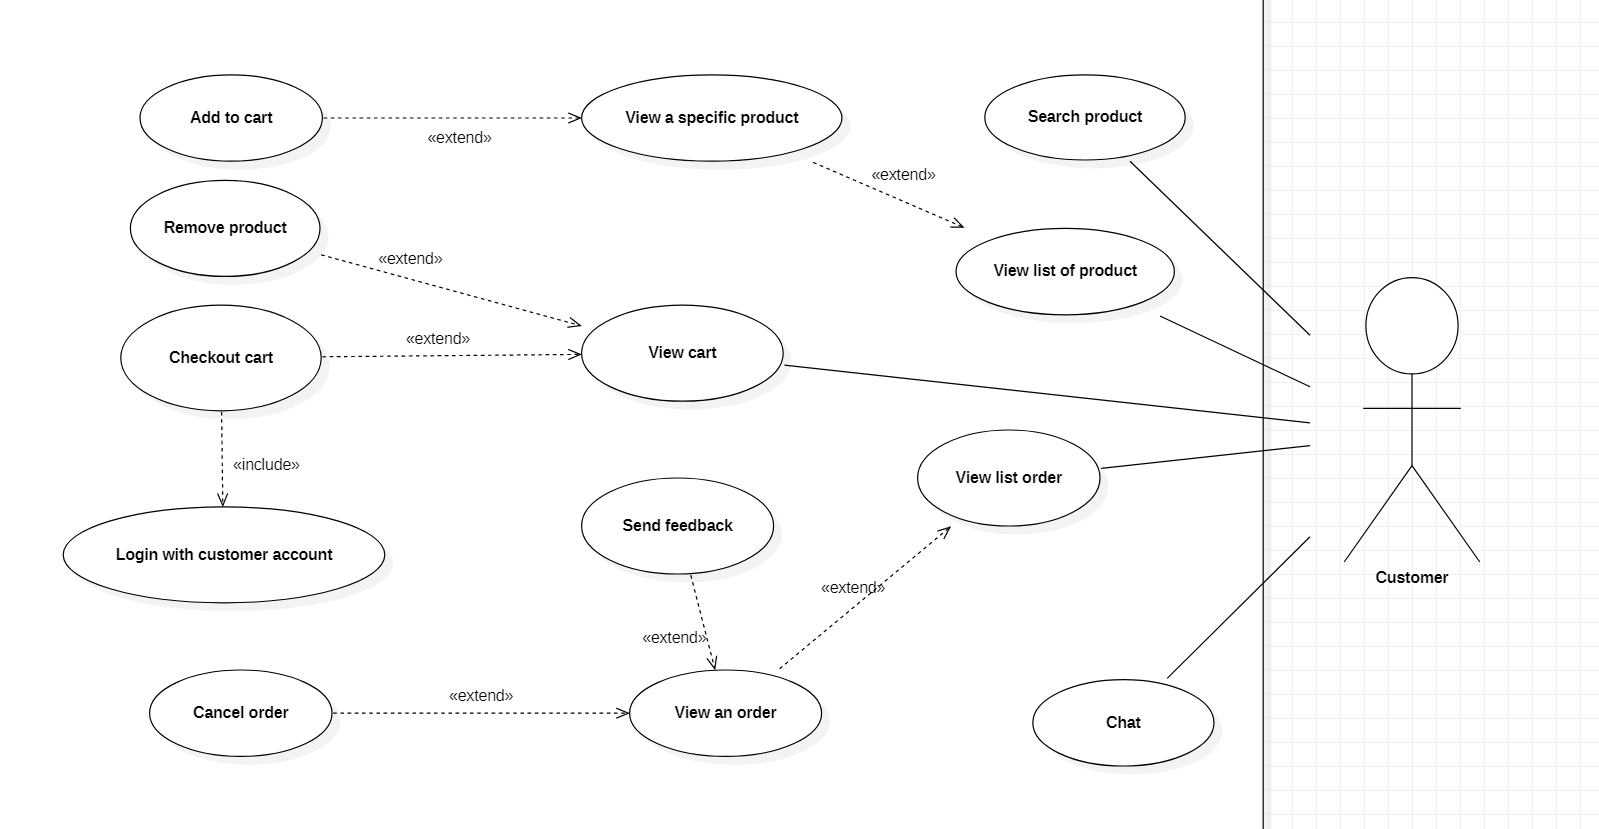 Add to cart
«extend»
View a specific product
Search product
«extend»
Remove product
«extend»
View list of product
Checkout cart
«extend»
View cart
«include»
View list order
Login with customer account
Send feedback
«extend»
«extend»
Customer
Cancel order
«extend»
View an order
Chat